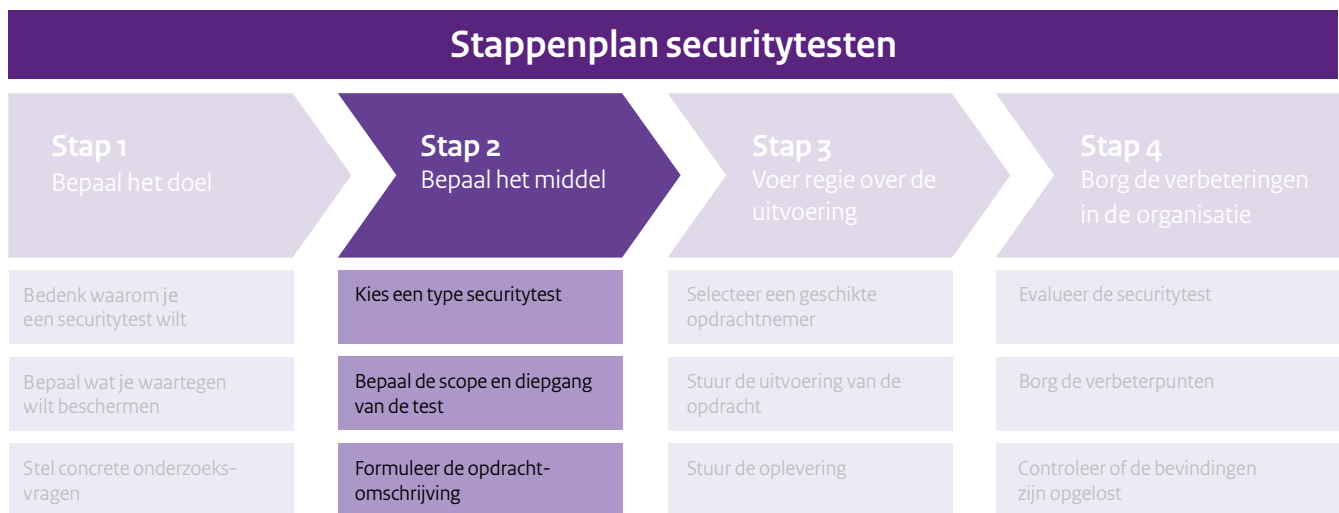 Stappenplan securitytesten
Stap 1
Bepaal het doel
Bedenk waarom je
een securitytest wilt
Bepaal wat je waartegen
wilt beschermen
Stel concrete onderzoeks-
vragen
Stap 2
Bepaal het middel
Kies een type securitytest
Bepaal de scope en diepgang
van de test
Formuleer de opdracht-
omschrijving
Stap 3
Voer regie over de
uitvoering
Selecteer een geschikte
opdrachtnemer
Stuur de uitvoering van de
opdracht
Stuur de oplevering
Stap 4
Borg de verbeteringen
in de organisatie
Evalueer de securitytest
Borg de verbeterpunten
Controleer of de bevindingen
zijn opgelost